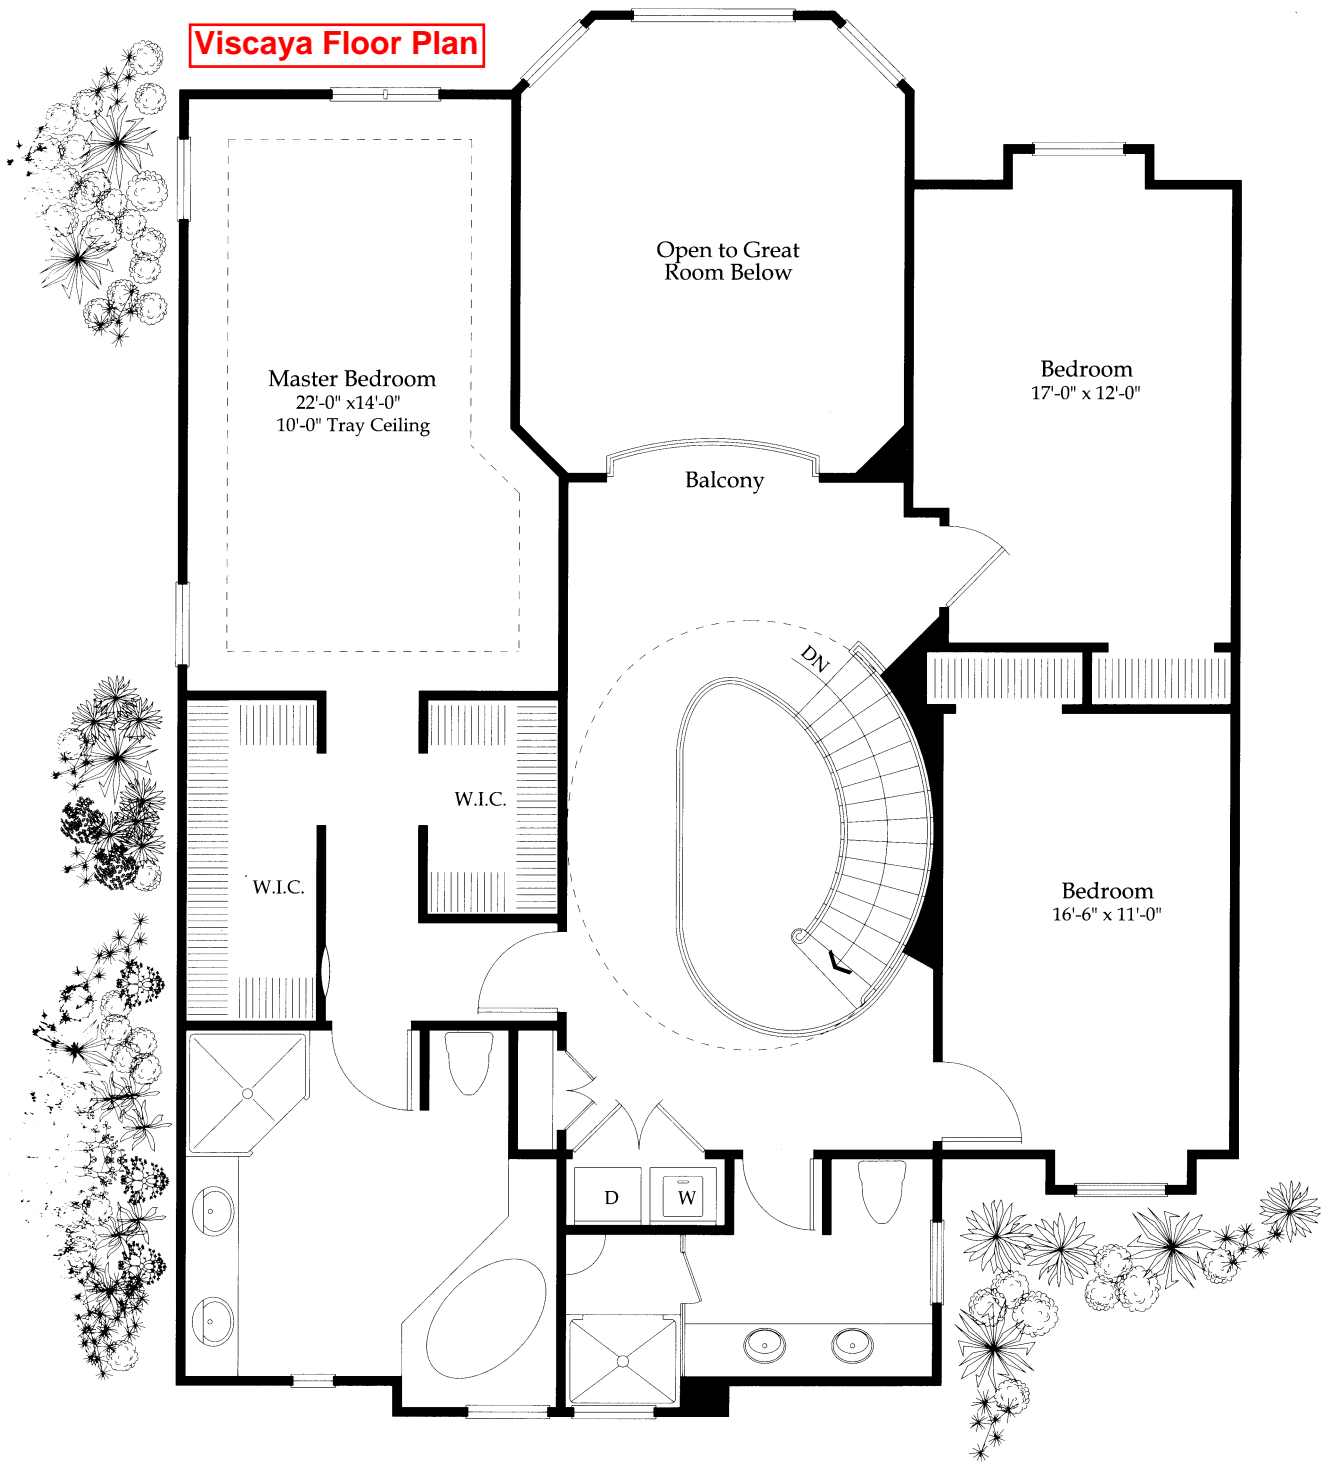 Viscaya Floor Plan
Open to Great
Room Below
Master Bedroom
22'-0" x14'-0"
10'-0" Tray Ceiling
Bedroom
17'-0" x 12'-0"
Balcony
DN
W.I.C.
W.I.C.
Bedroom
16'-6" x 11'-0"
D
W